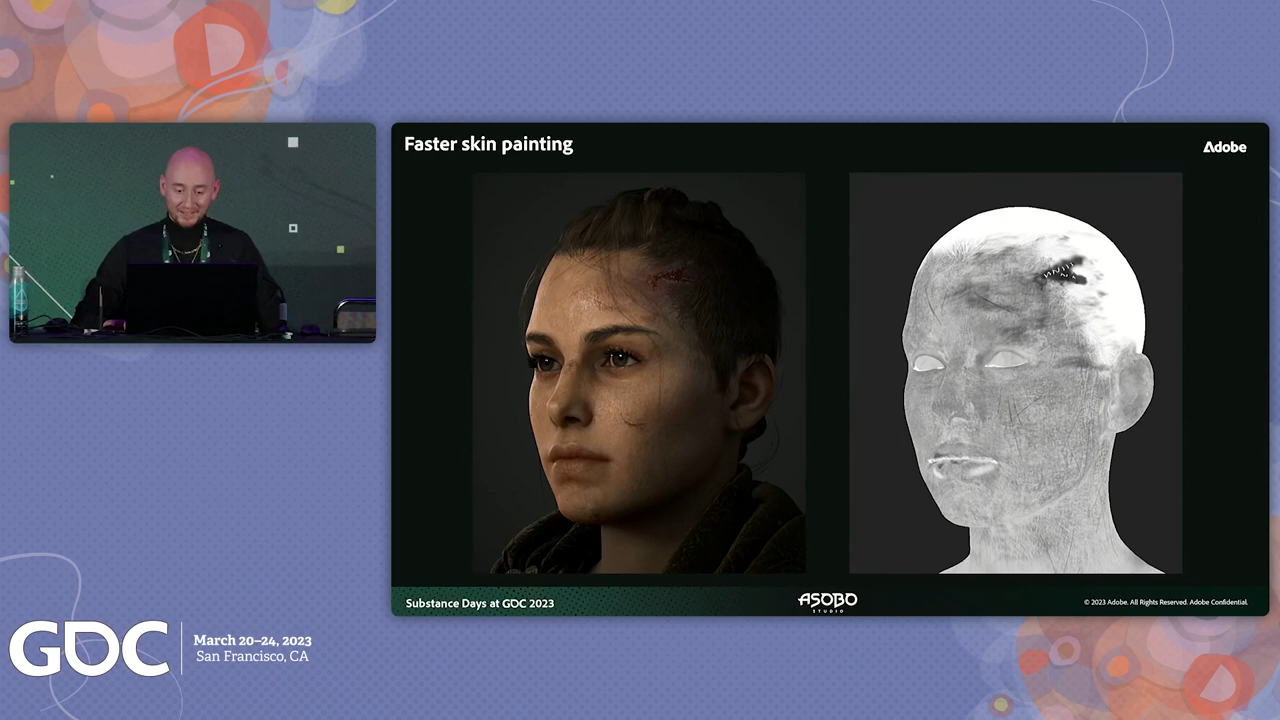 Faster skin painting
Adobe
Substance Days at GDC 2023
ASOBO
STUDIO
© 2023 Adobe. All Rights Reserved. Adobe Confidential.
GDC
March 20–24, 2023
San Francisco, CA